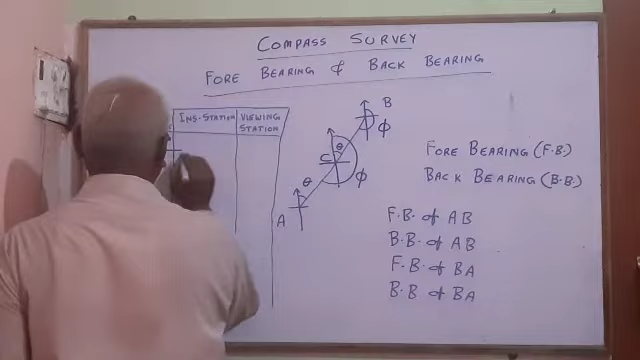 COMPASS SURVEY
FORE BEARING & BACK BEARING
INS. STATION
VIEWING STATION
B
ϕ
θ
C
ϕ
θ
A
FORE BEARING (F.B.)
BACK BEARING (B.B.)
F.B. of AB
B.B. of AB
F.B. of BA
B.B of BA